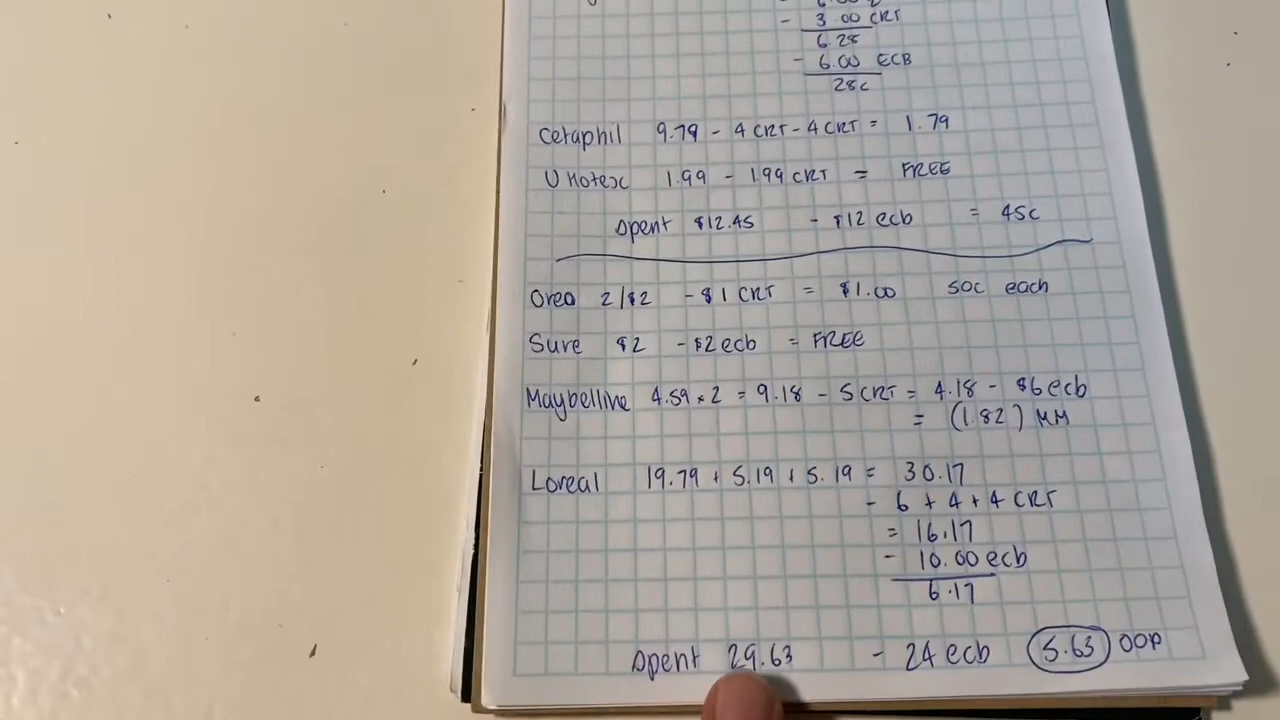 - 3.00 CRT
6.28
- 6.00 ECB
28c
Cetaphil 9.79 - 4 CRT - 4 CRT = 1.79
U Kotex 1.99 - 1.99 CRT = FREE
Spent $12.45 - $12 ecb = 45c
Oreo 2/$2 - $1 CRT = $1.00 50c each
Sure $2 - $2 ecb = FREE
Maybelline 4.59 x 2 = 9.18 - 5 CRT = 4.18 - $6 ecb
= (1.82) MM
Loreal 19.79 + 5.19 + 5.19 = 30.17
- 6 + 4 + 4 CRT
= 16.17
- 10.00 ecb
6.17
Spent 29.63 - 24 ecb 5.63 OOP